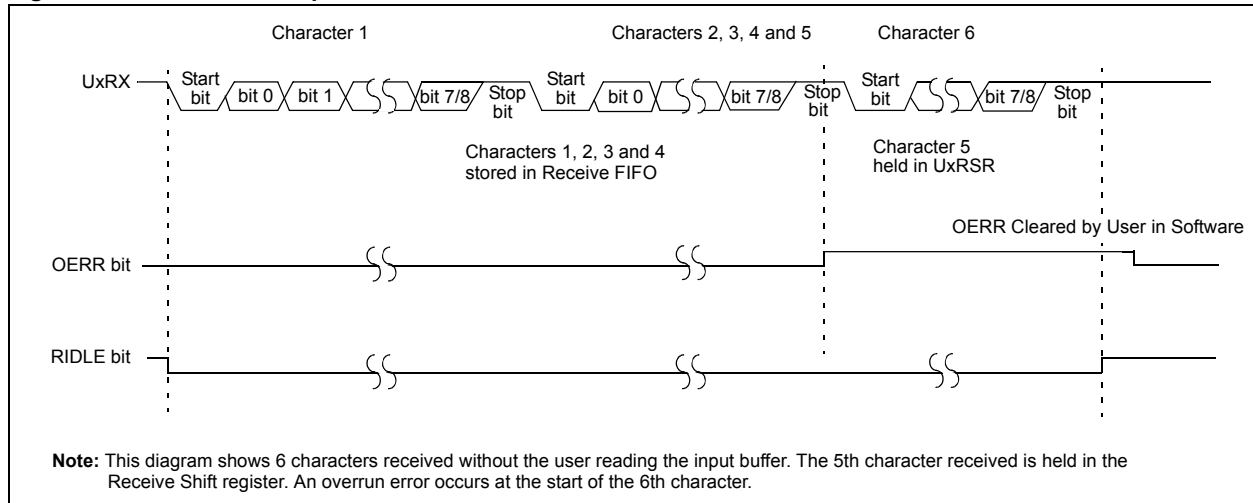 Character 1
Characters 2, 3, 4 and 5
Character 6
UxRX
Start
bit
bit 0
bit 1
bit 7/8
Stop
bit
Start
bit
bit 0
bit 7/8
Stop
bit
Start
bit
bit 7/8
Stop
bit
Characters 1, 2, 3 and 4
stored in Receive FIFO
Character 5
held in UxRSR
OERR Cleared by User in Software
OERR bit
RIDLE bit
Note: This diagram shows 6 characters received without the user reading the input buffer. The 5th character received is held in the
Receive Shift register. An overrun error occurs at the start of the 6th character.